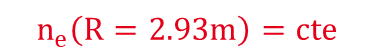 nₑ(R = 2.93m) = cte